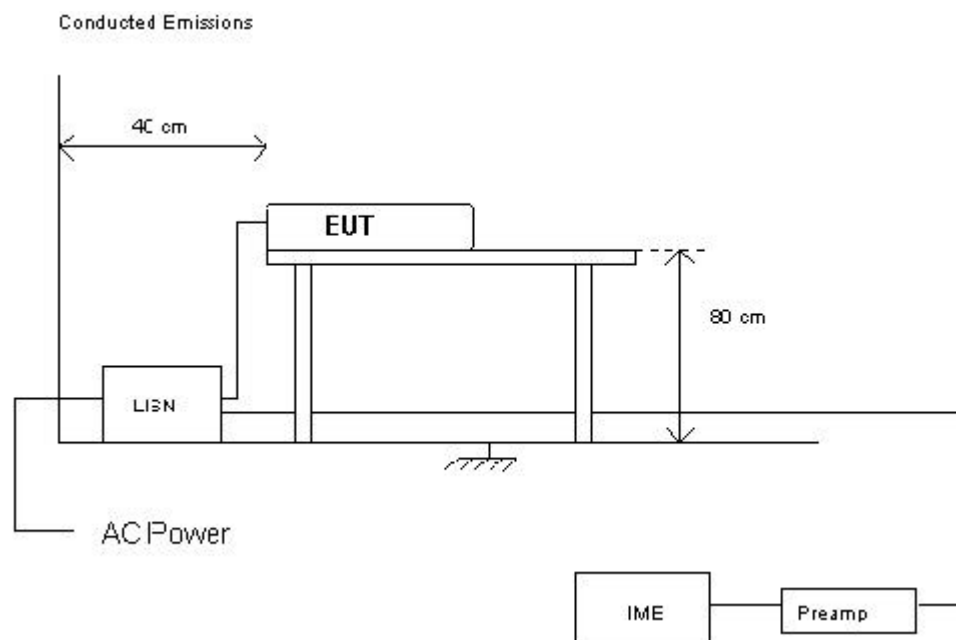 Conducted Emissions
40 cm
EUT
80 cm
LISN
AC Power
IME
Preamp